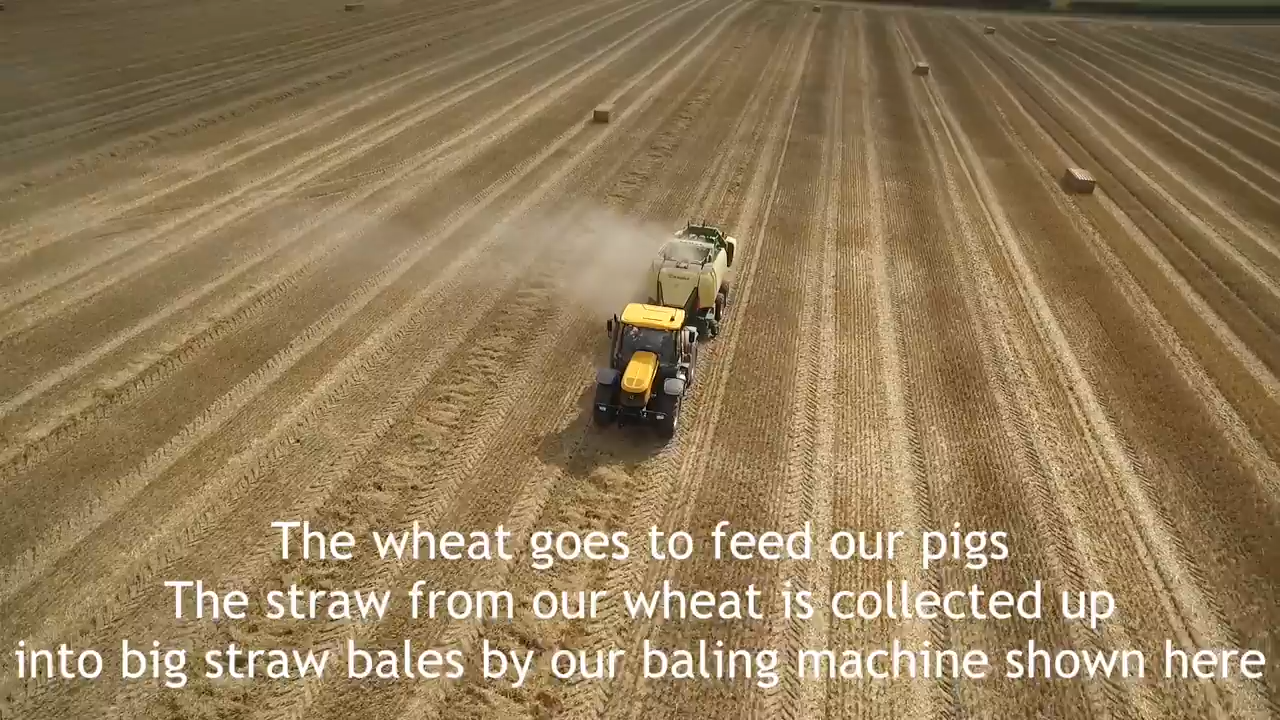 The wheat goes to feed our pigs
The straw from our wheat is collected up
into big straw bales by our baling machine shown here